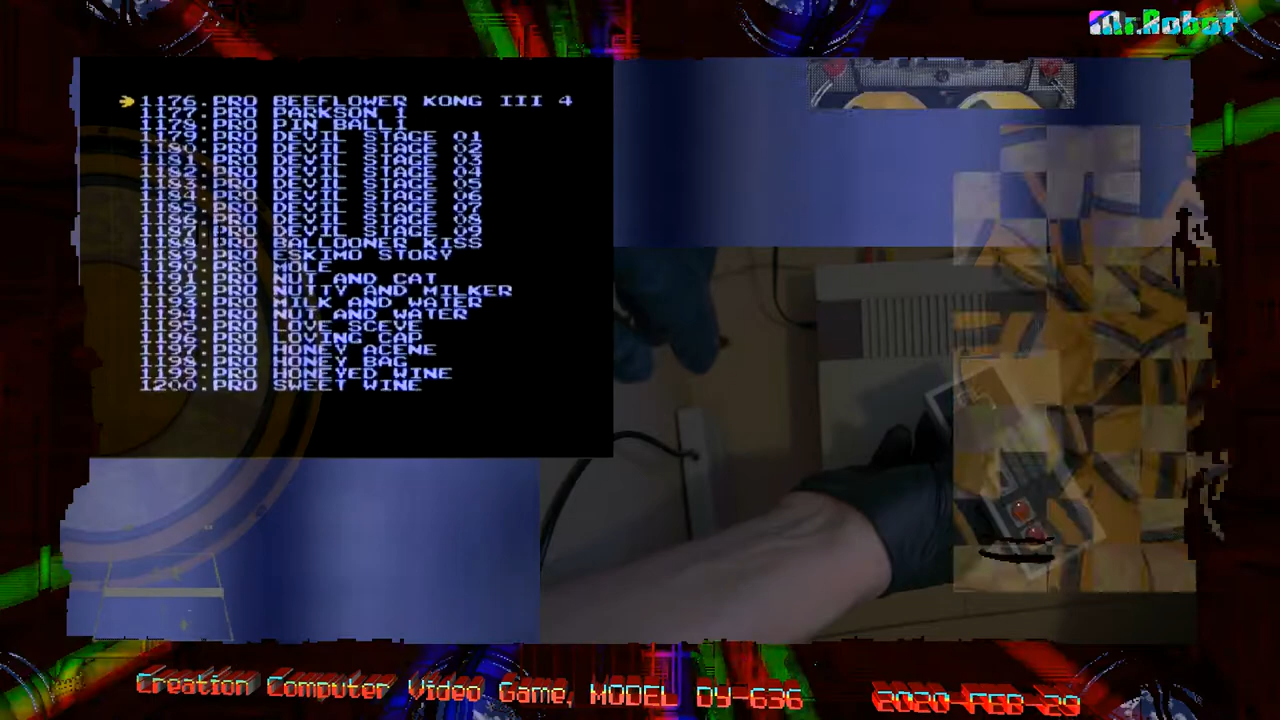 Mr.Robot
1176.PRO BEEFLOWER KONG III 4
1177.PRO PARKSON 1
1178.PRO PIN BALL1
1179.PRO DEVIL STAGE 01
1180.PRO DEVIL STAGE 02
1181.PRO DEVIL STAGE 03
1182.PRO DEVIL STAGE 04
1183.PRO DEVIL STAGE 05
1184.PRO DEVIL STAGE 06
1185.PRO DEVIL STAGE 07
1186.PRO DEVIL STAGE 08
1187.PRO DEVIL STAGE 09
1188.PRO BALLOONER KISS
1189.PRO ESKIMO STORY
1190.PRO MOLE
1191.PRO NUT AND CAT
1192.PRO NUTTY AND MILKER
1193.PRO MILK AND WATER
1194.PRO NUT AND WATER
1195.PRO LOVE SCEVE
1196.PRO LOVING CAP
1197.PRO HONEY ACENE
1198.PRO HONEY BAG
1199.PRO HONEYED WINE
1200.PRO SWEET WINE
Creation Computer Video Game, MODEL DY-636
2020-FEB-29